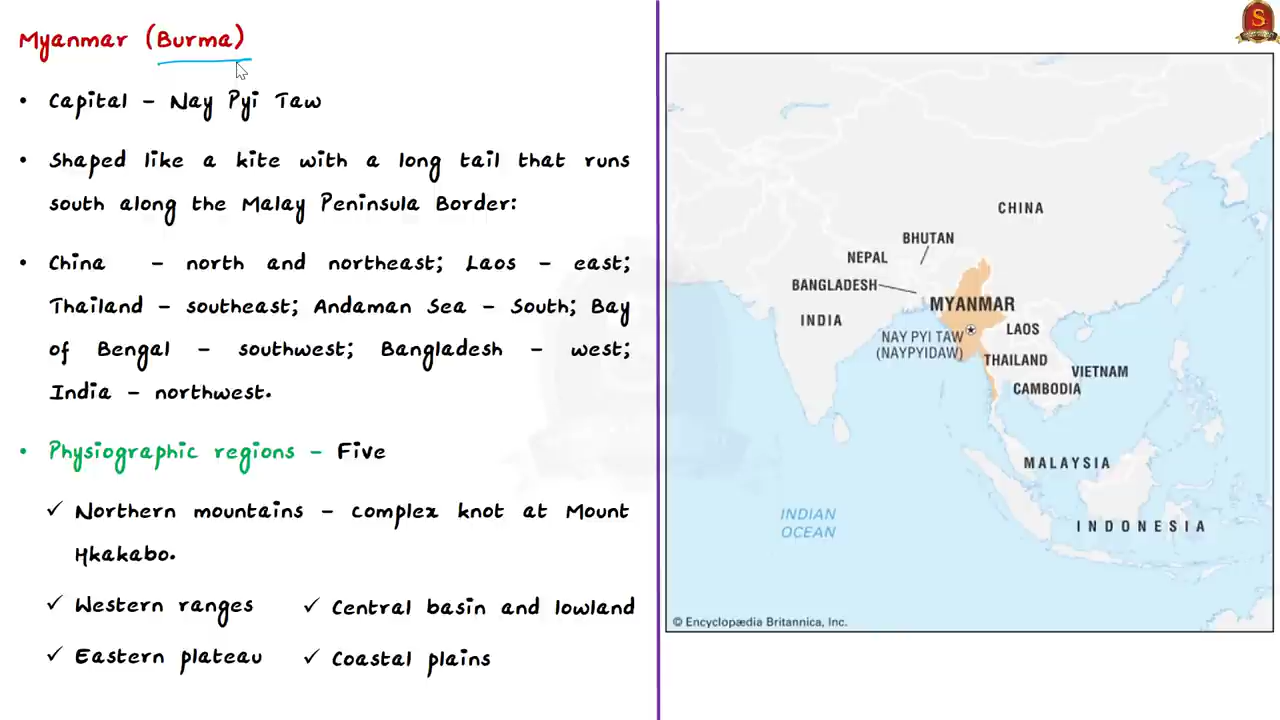 Myanmar (Burma)
• Capital – Nay Pyi Taw
• Shaped like a kite with a long tail that runs
south along the Malay Peninsula Border:
• China – north and northeast; Laos – east;
Thailand – southeast; Andaman Sea – South; Bay
of Bengal – southwest; Bangladesh – west;
India – northwest.
• Physiographic regions – Five
✓ Northern mountains – complex knot at Mount
Hkakabo.
✓ Western ranges ✓ Central basin and lowland
✓ Eastern plateau ✓ Coastal plains
S
CHINA
BHUTAN
NEPAL
BANGLADESH
MYANMAR
INDIA
LAOS
NAY PYI TAW
(NAYPYIDAW)
THAILAND
VIETNAM
CAMBODIA
MALAYSIA
INDIAN
OCEAN
INDONESIA
© Encyclopædia Britannica, Inc.